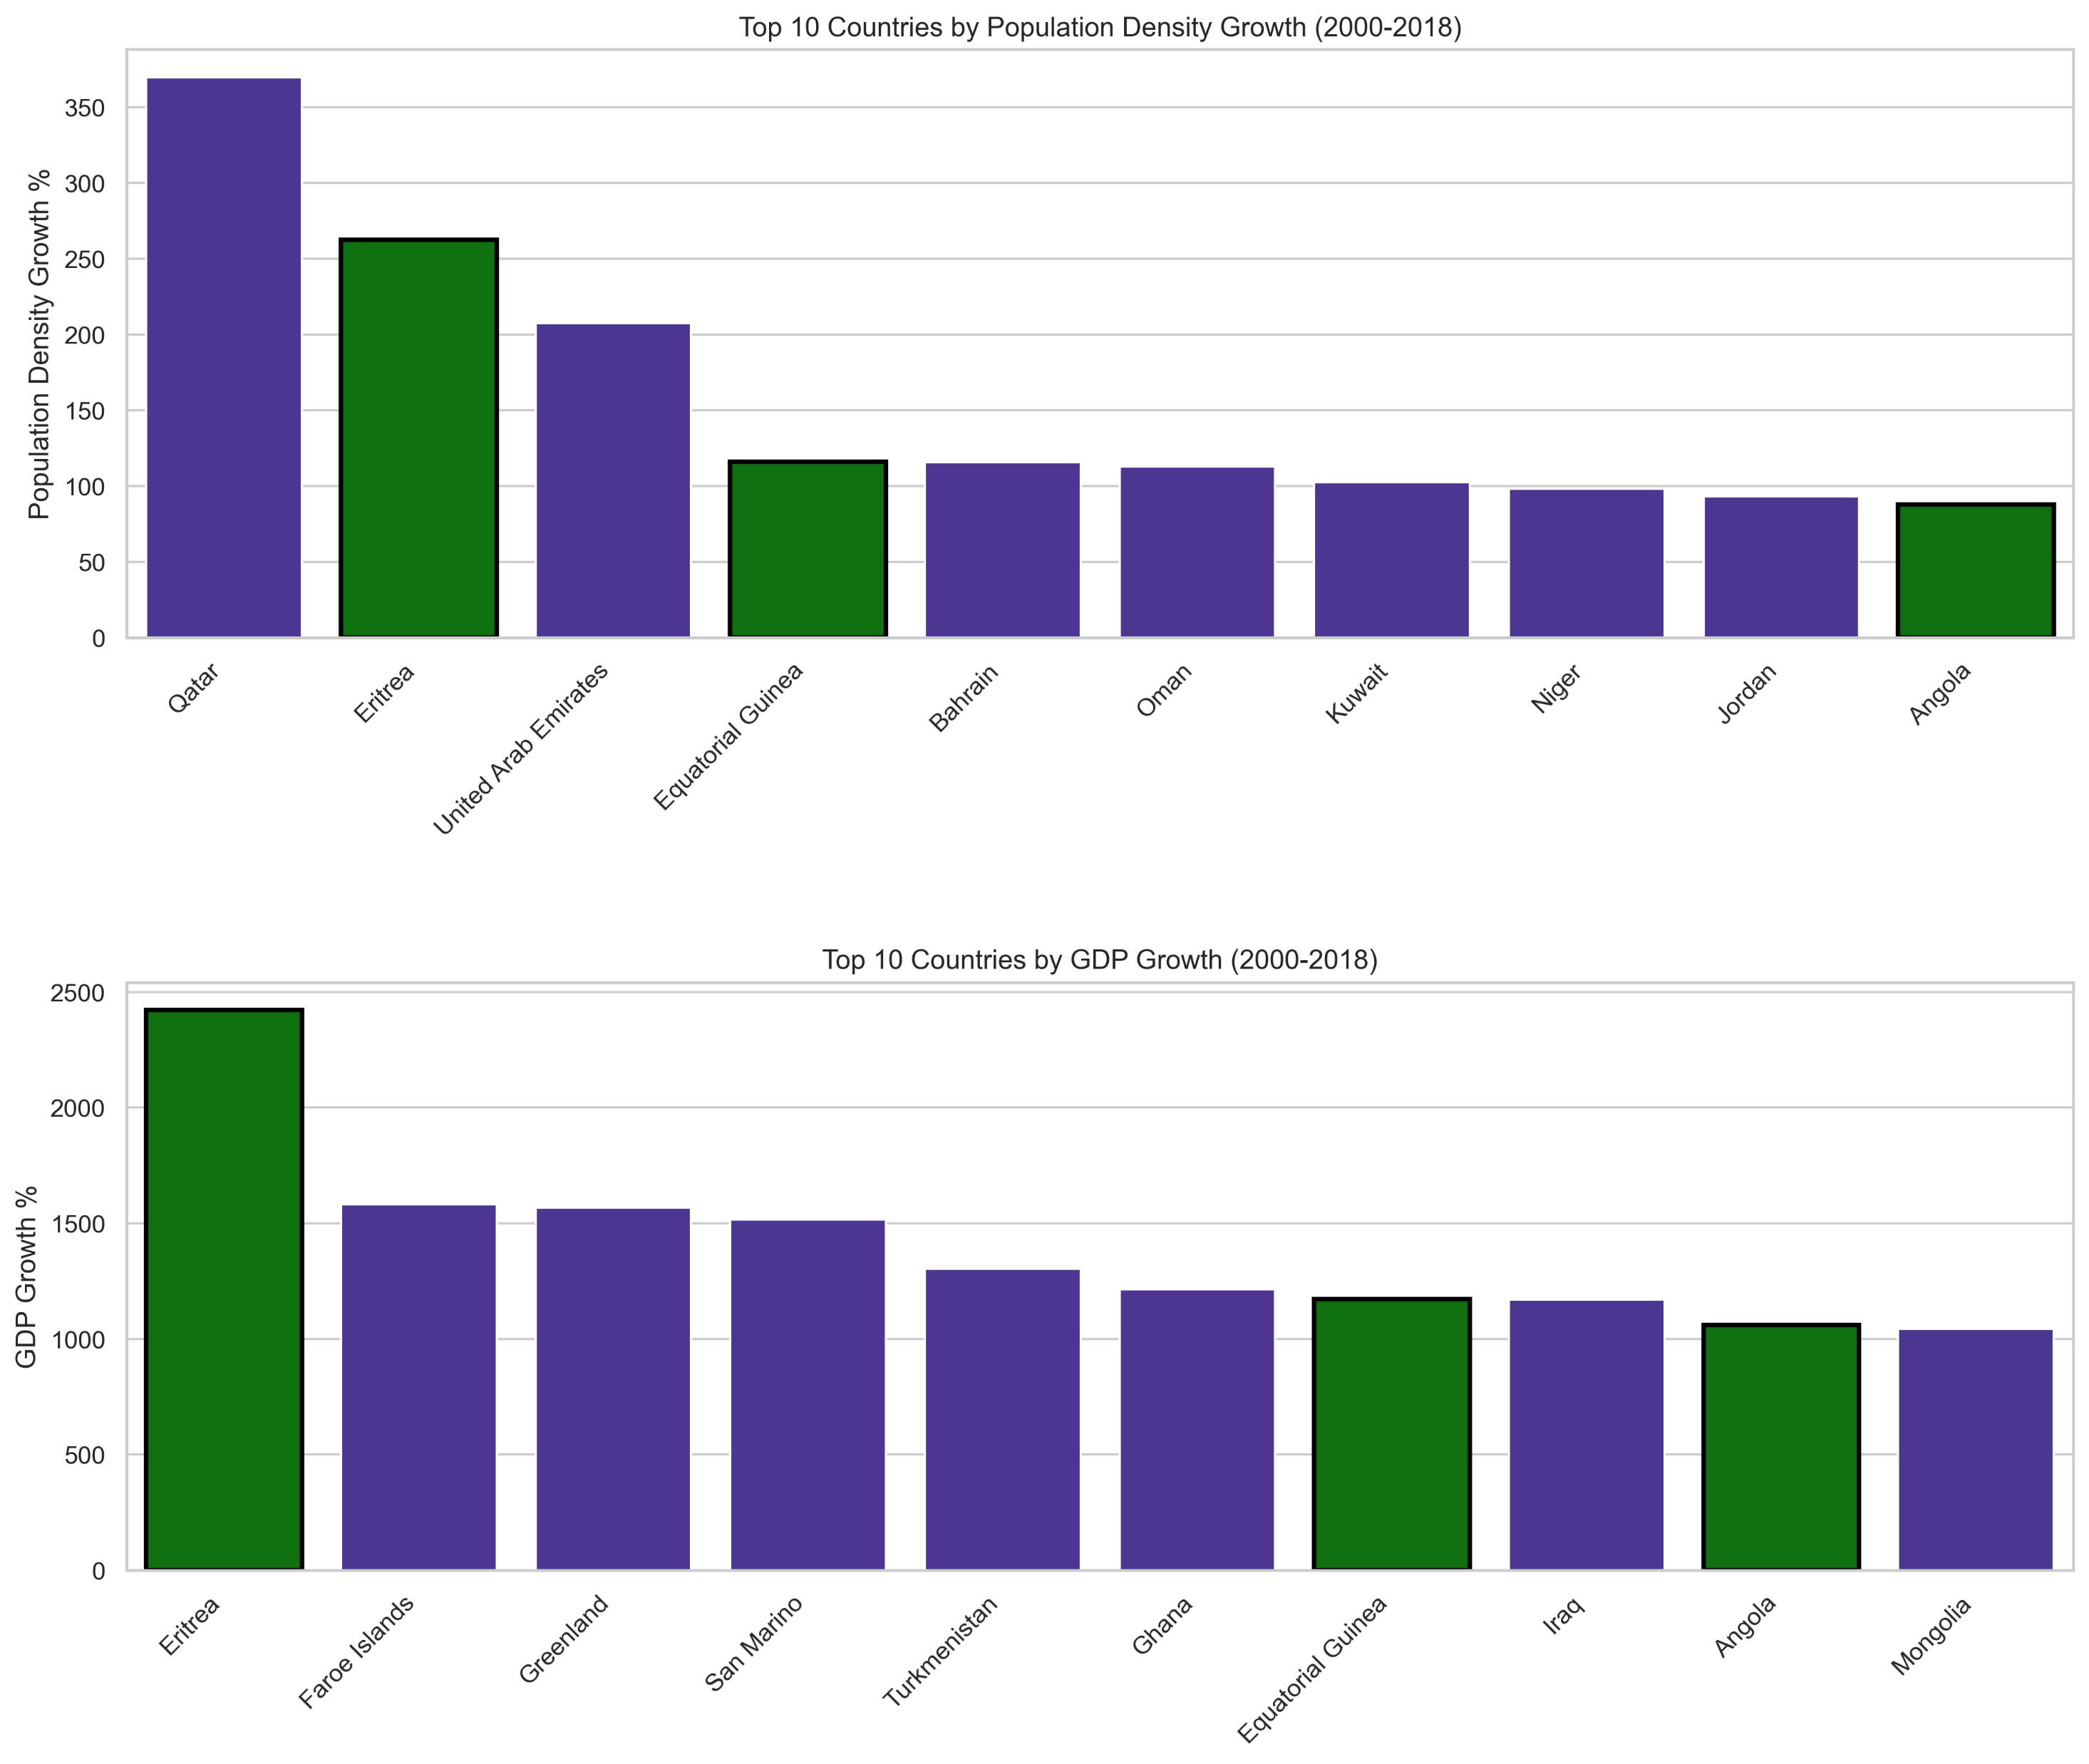 Top 10 Countries by Population Density Growth (2000-2018)
Population Density Growth %
350
300
250
200
150
100
50
0
Qatar
Eritrea
United Arab Emirates
Equatorial Guinea
Bahrain
Oman
Kuwait
Niger
Jordan
Angola
Top 10 Countries by GDP Growth (2000-2018)
GDP Growth %
2500
2000
1500
1000
500
0
Eritrea
Faroe Islands
Greenland
San Marino
Turkmenistan
Ghana
Equatorial Guinea
Iraq
Angola
Mongolia